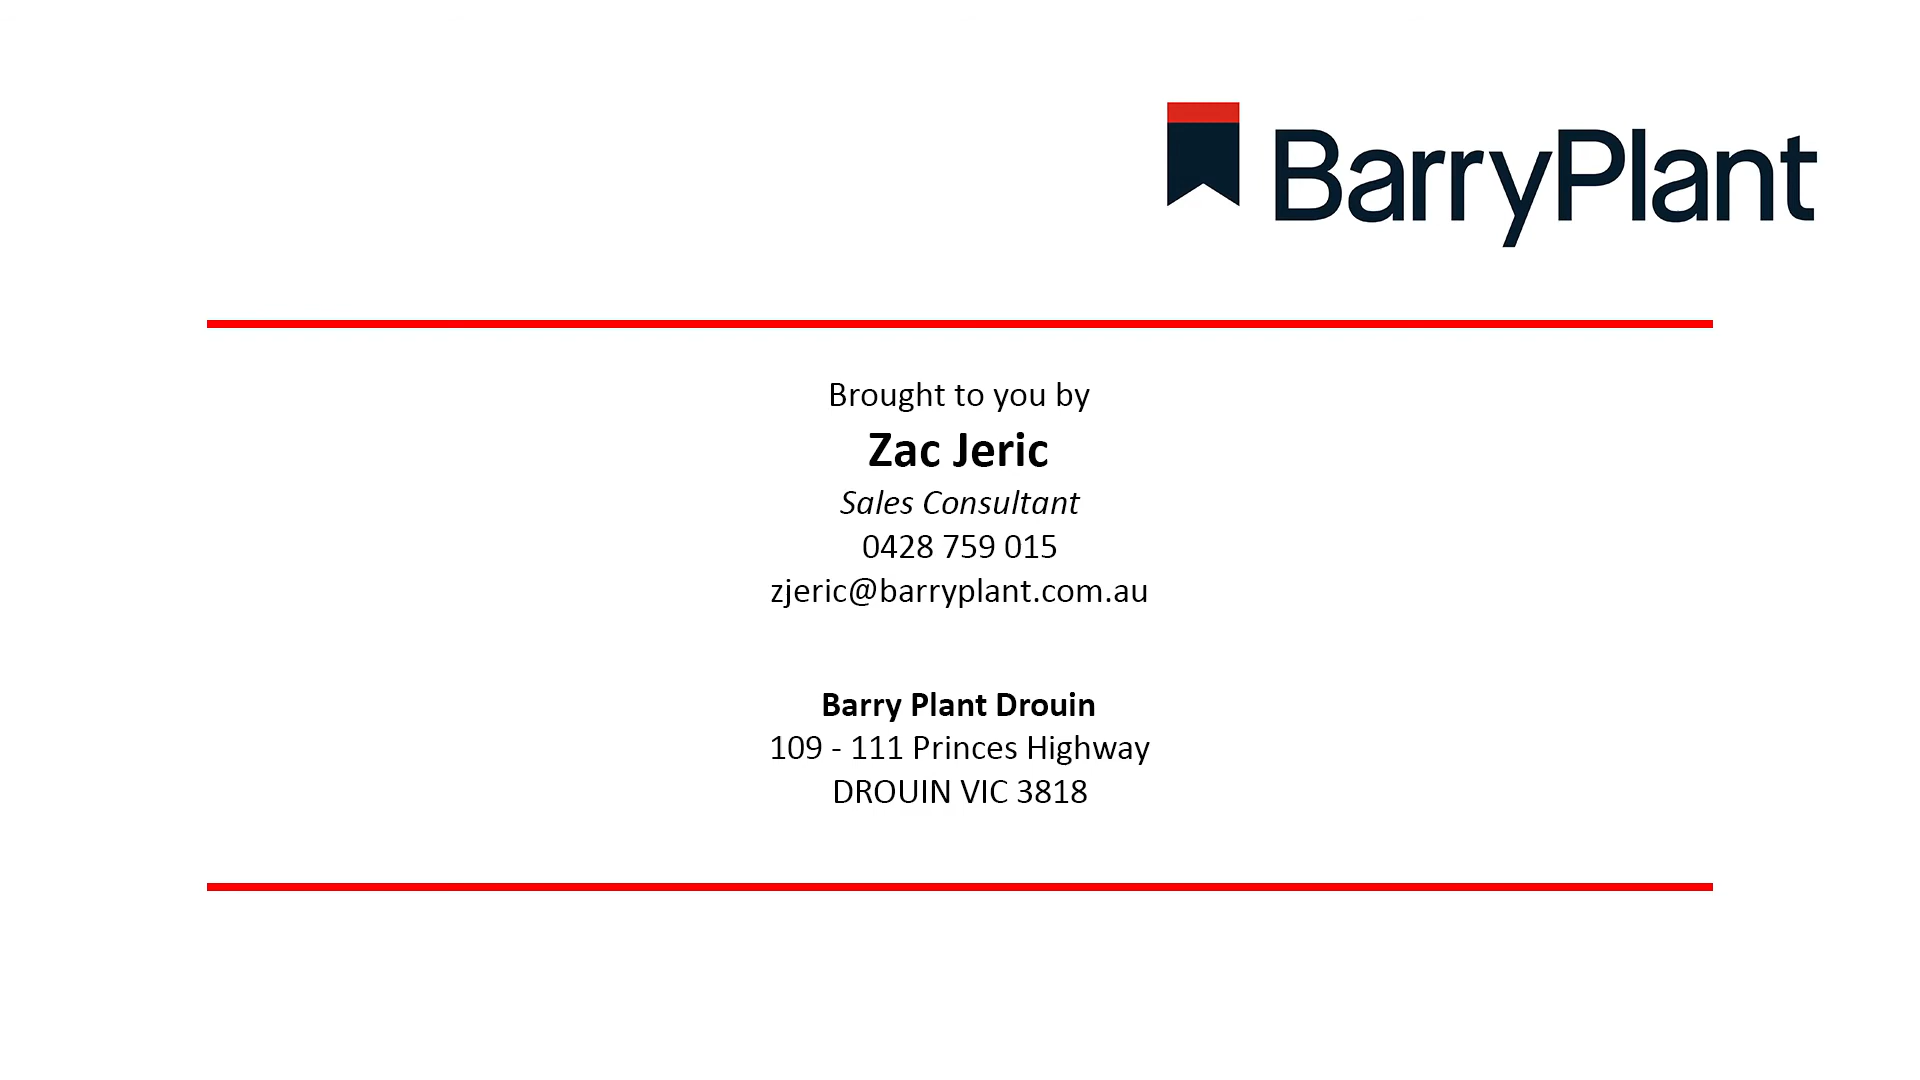 BarryPlant
Brought to you by
Zac Jeric
Sales Consultant
0428 759 015
zjeric@barryplant.com.au
Barry Plant Drouin
109 - 111 Princes Highway
DROUIN VIC 3818